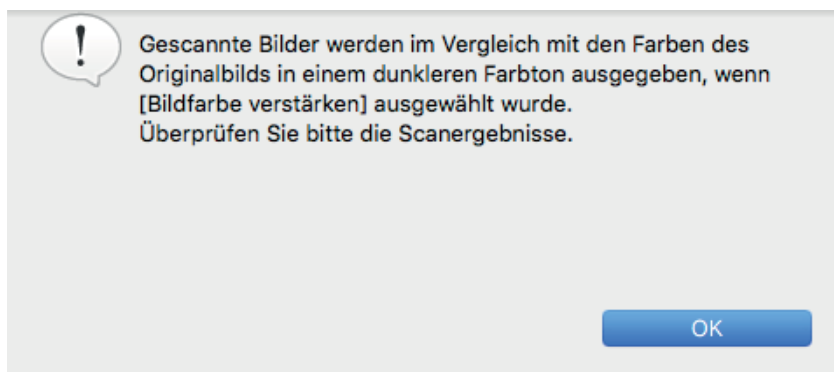 !
Gescannte Bilder werden im Vergleich mit den Farben des
Originalbilds in einem dunkleren Farbton ausgegeben, wenn
[Bildfarbe verstärken] ausgewählt wurde.
Überprüfen Sie bitte die Scanergebnisse.
OK